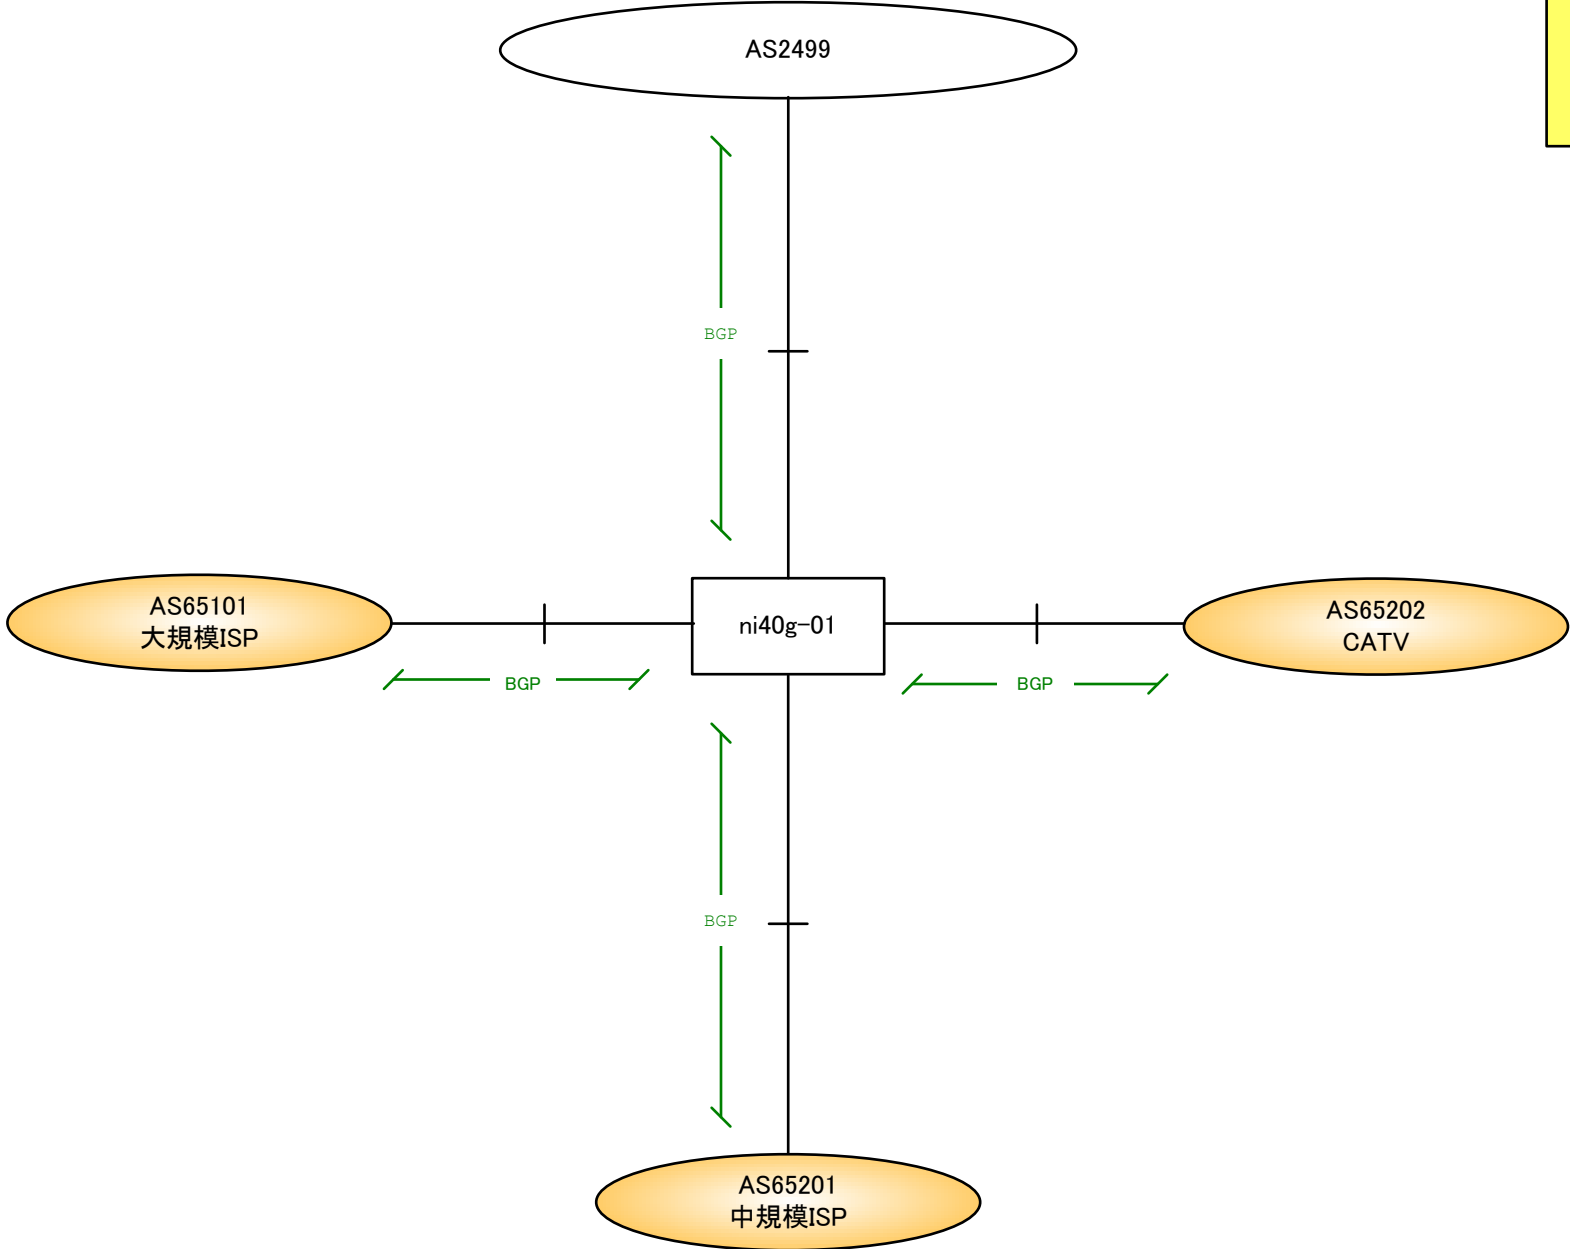 AS2499
BGP
AS65101
大規模ISP
ni40g-01
AS65202
CATV
BGP
BGP
BGP
AS65201
中規模ISP